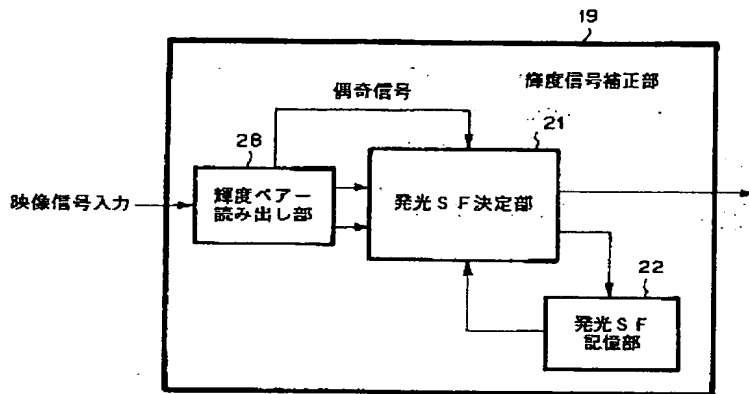 19
輝度信号補正部
偶奇信号
21
28
映像信号入力
輝度ペアー
読み出し部
発光SF決定部
22
発光SF
記憶部